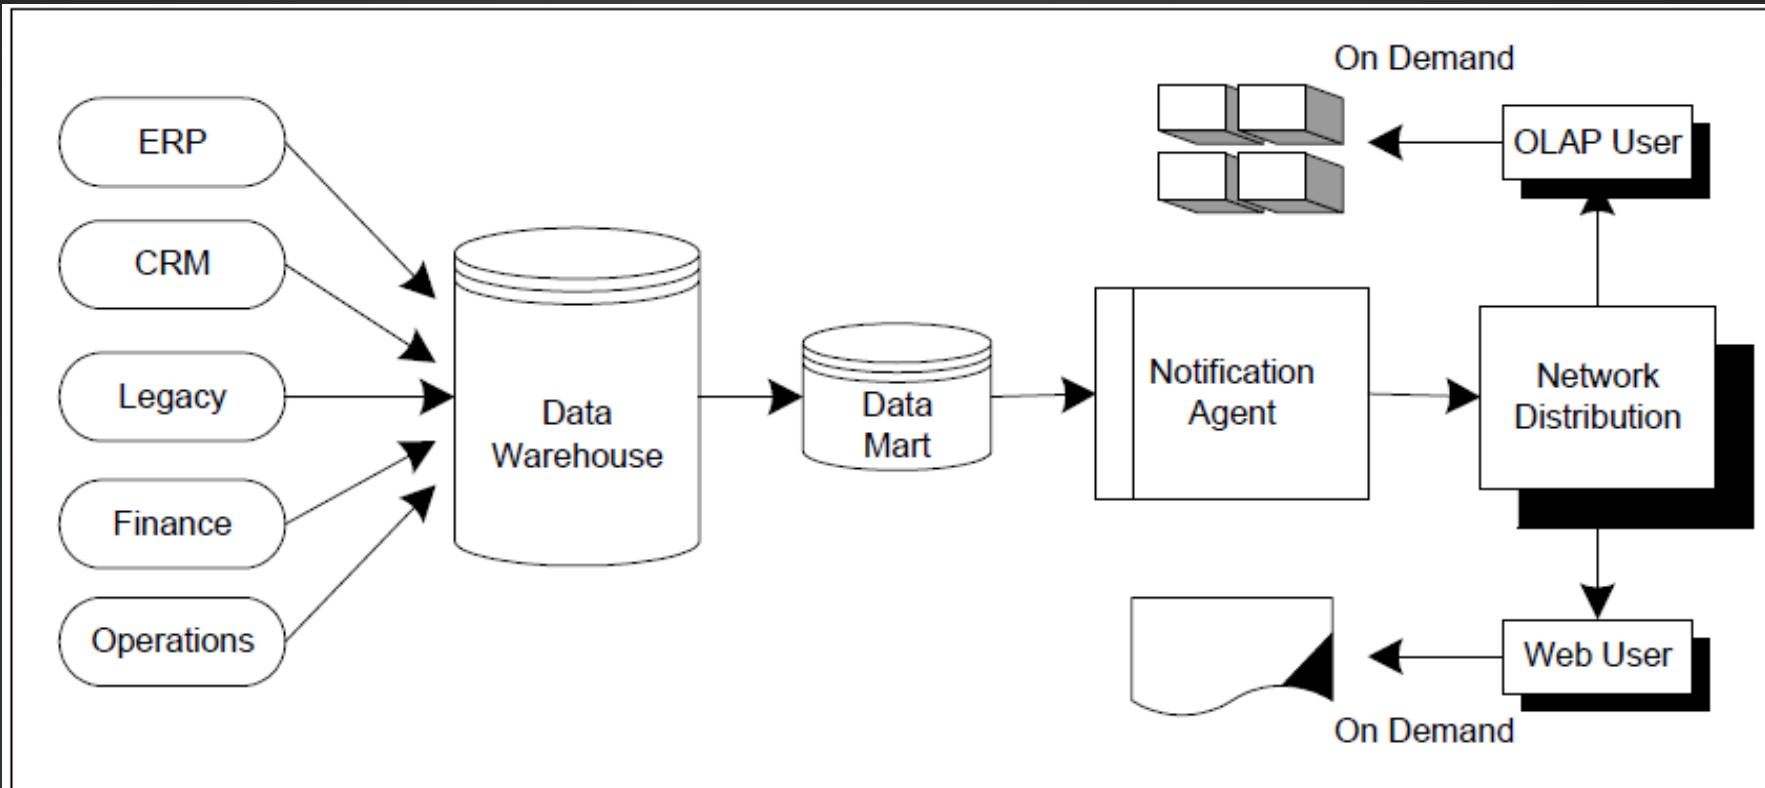 ERP
CRM
Legacy
Finance
Operations
Data
Warehouse
Data
Mart
Notification
Agent
Network
Distribution
On Demand
OLAP User
Web User
On Demand